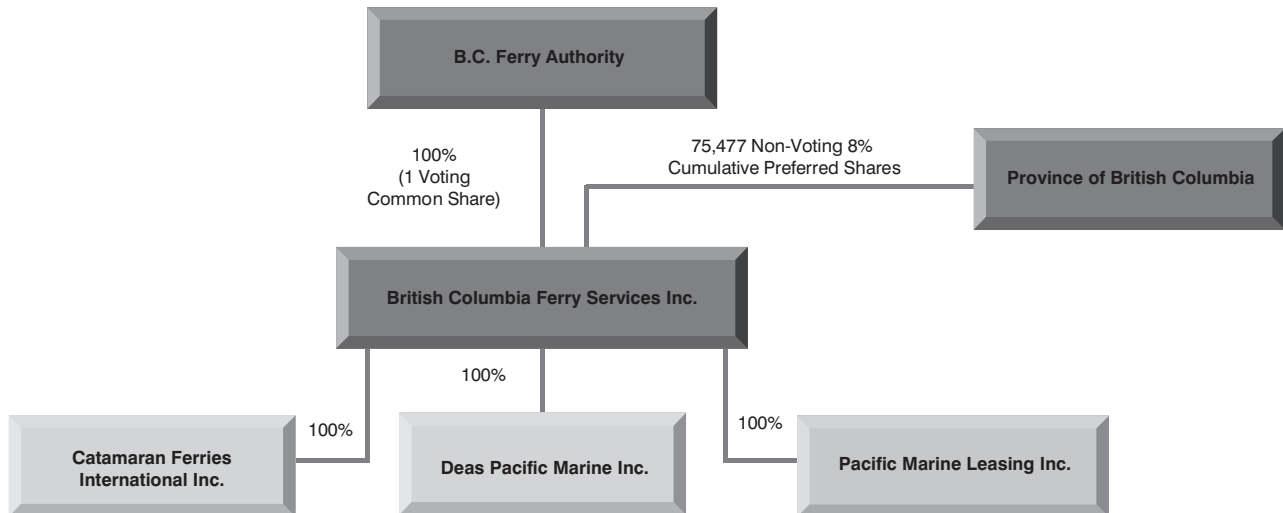 B.C. Ferry Authority
100%
(1 Voting
Common Share)
75,477 Non-Voting 8%
Cumulative Preferred Shares
Province of British Columbia
British Columbia Ferry Services Inc.
100%
100%
100%
Catamaran Ferries
International Inc.
Deas Pacific Marine Inc.
Pacific Marine Leasing Inc.